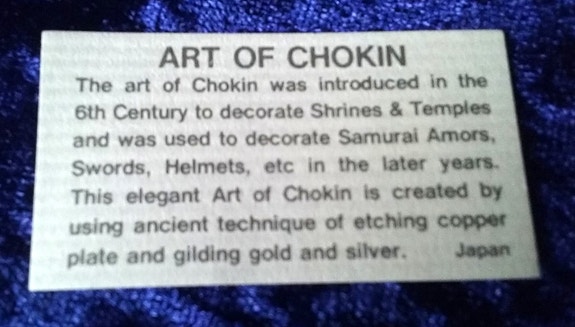 ART OF CHOKIN
The art of Chokin was introduced in the
6th Century to decorate Shrines & Temples
and was used to decorate Samurai Amors,
Swords, Helmets, etc in the later years.
This elegant Art of Chokin is created by
using ancient technique of etching copper
plate and gilding gold and silver. Japan